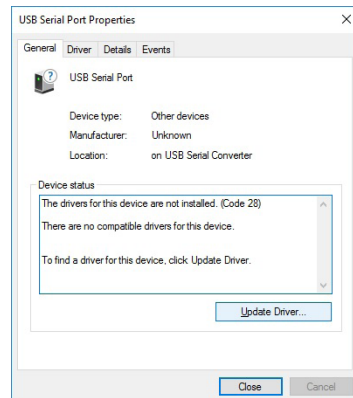 USB Serial Port Properties
General Driver Details Events
USB Serial Port
Device type: Other devices
Manufacturer: Unknown
Location: on USB Serial Converter
Device status
The drivers for this device are not installed. (Code 28)
There are no compatible drivers for this device.
To find a driver for this device, click Update Driver.
Update Driver...
Close Cancel